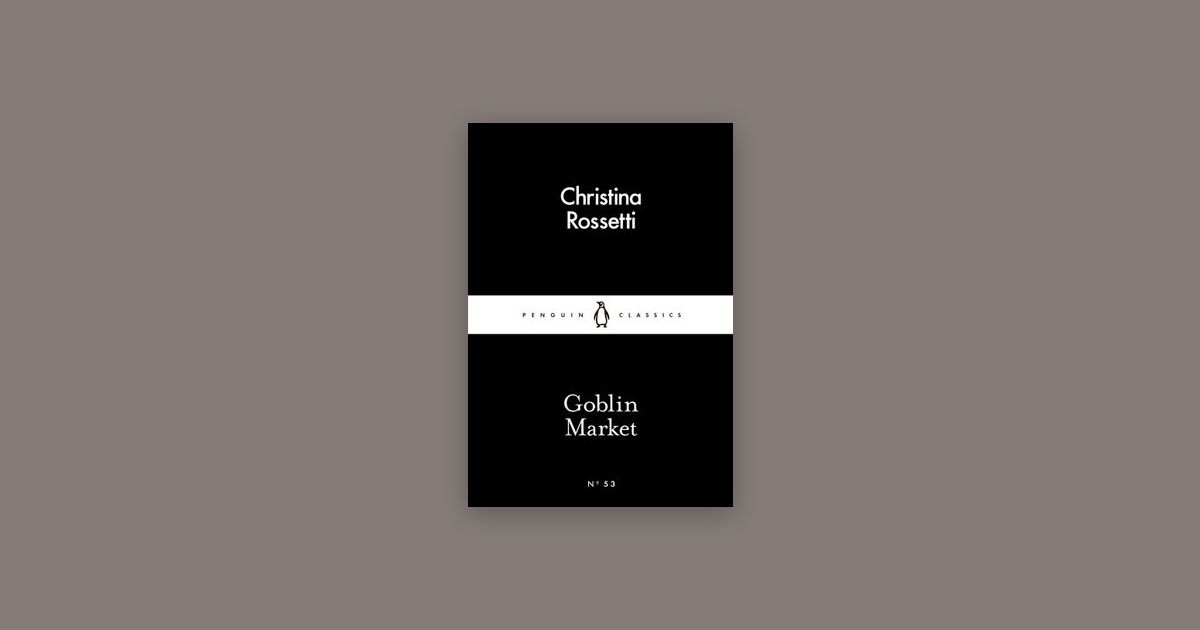 Christina
Rossetti
PENGUIN CLASSICS
Goblin
Market
Nº 53